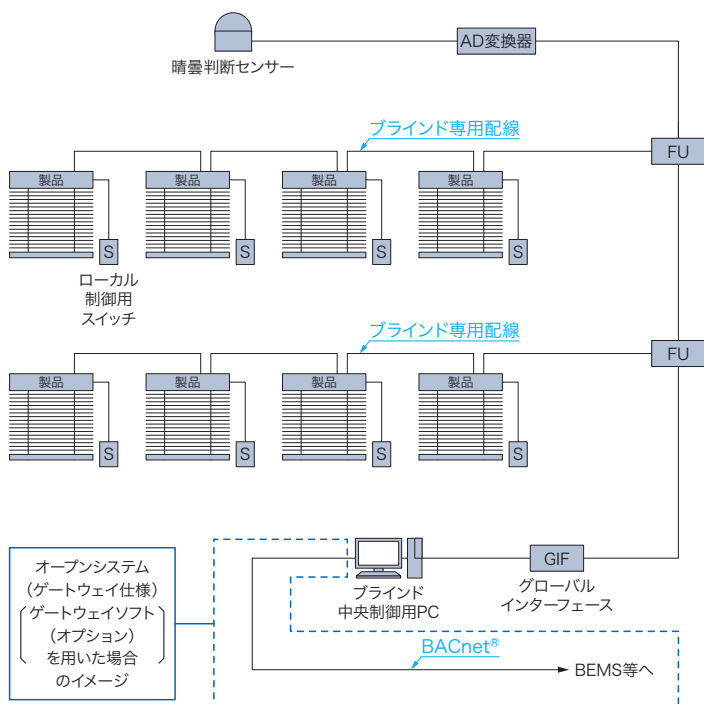 AD変換器
晴曇判断センサー
ブラインド専用配線
FU
製品
製品
製品
製品
S
S
S
S
ローカル
制御用
スイッチ
ブラインド専用配線
FU
製品
製品
製品
製品
S
S
S
S
オープンシステム
(ゲートウェイ仕様)
ゲートウェイソフト
(オプション)
を用いた場合
のイメージ
ブラインド
中央制御用PC
GIF
グローバル
インターフェース
BACnet®
BEMS等へ